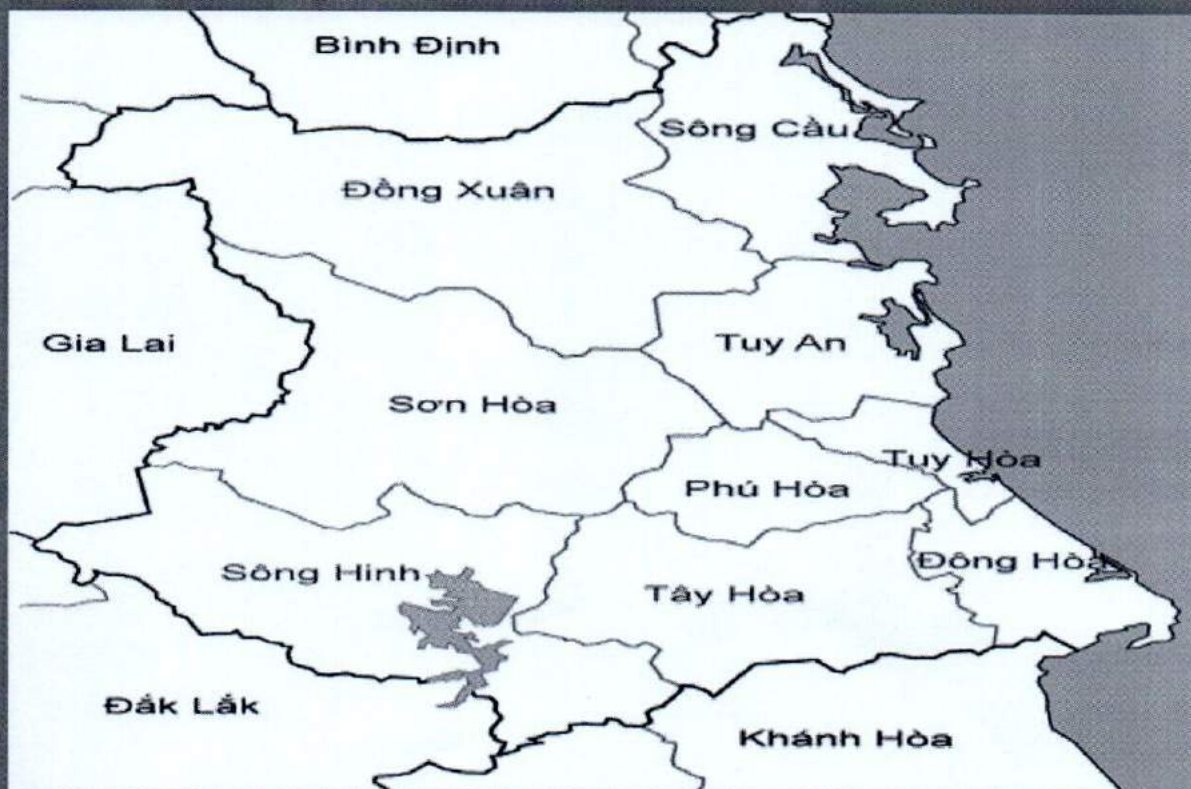 Bình Định
Sông Cầu
Đồng Xuân
Gia Lai
Tuy An
Sơn Hòa
Tuy Hòa
Phú Hòa
Đông Hòa
Sông Hinh
Tây Hòa
Đắk Lắk
Khánh Hòa